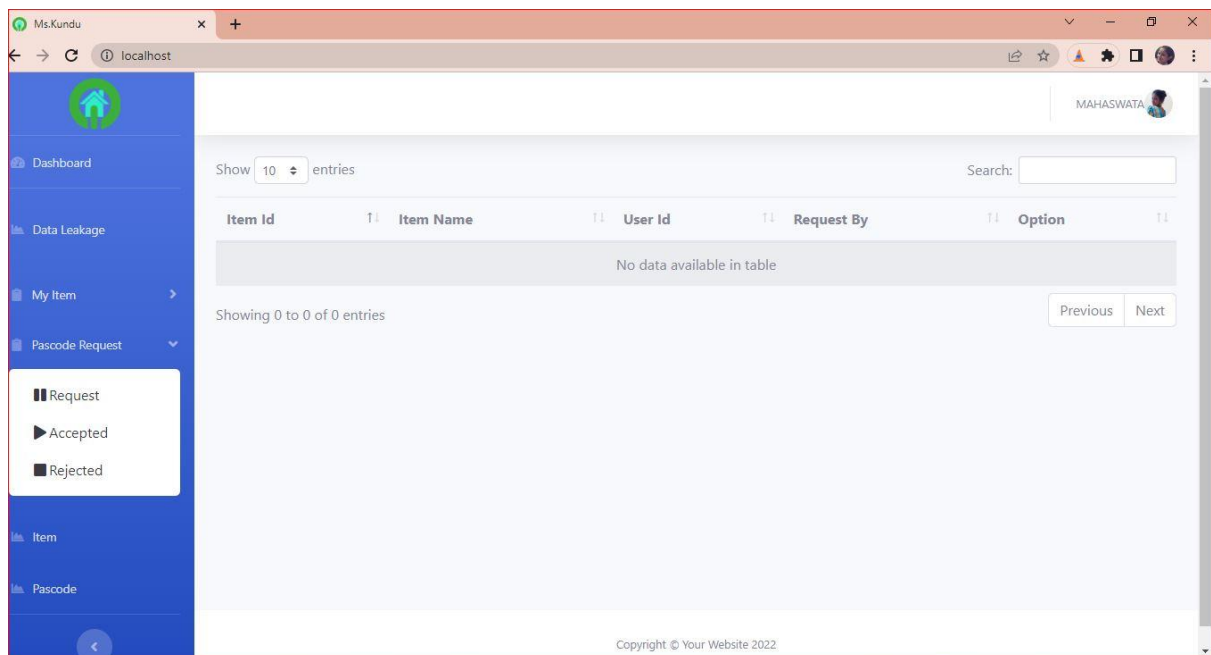 Ms.Kundu
localhost
MAHASWATA
Dashboard
Data Leakage
My Item
Pascode Request
Request
Accepted
Rejected
Item
Pascode
Show 10 entries
Search:
Item Id Item Name User Id Request By Option
No data available in table
Showing 0 to 0 of 0 entries
Previous Next
Copyright © Your Website 2022